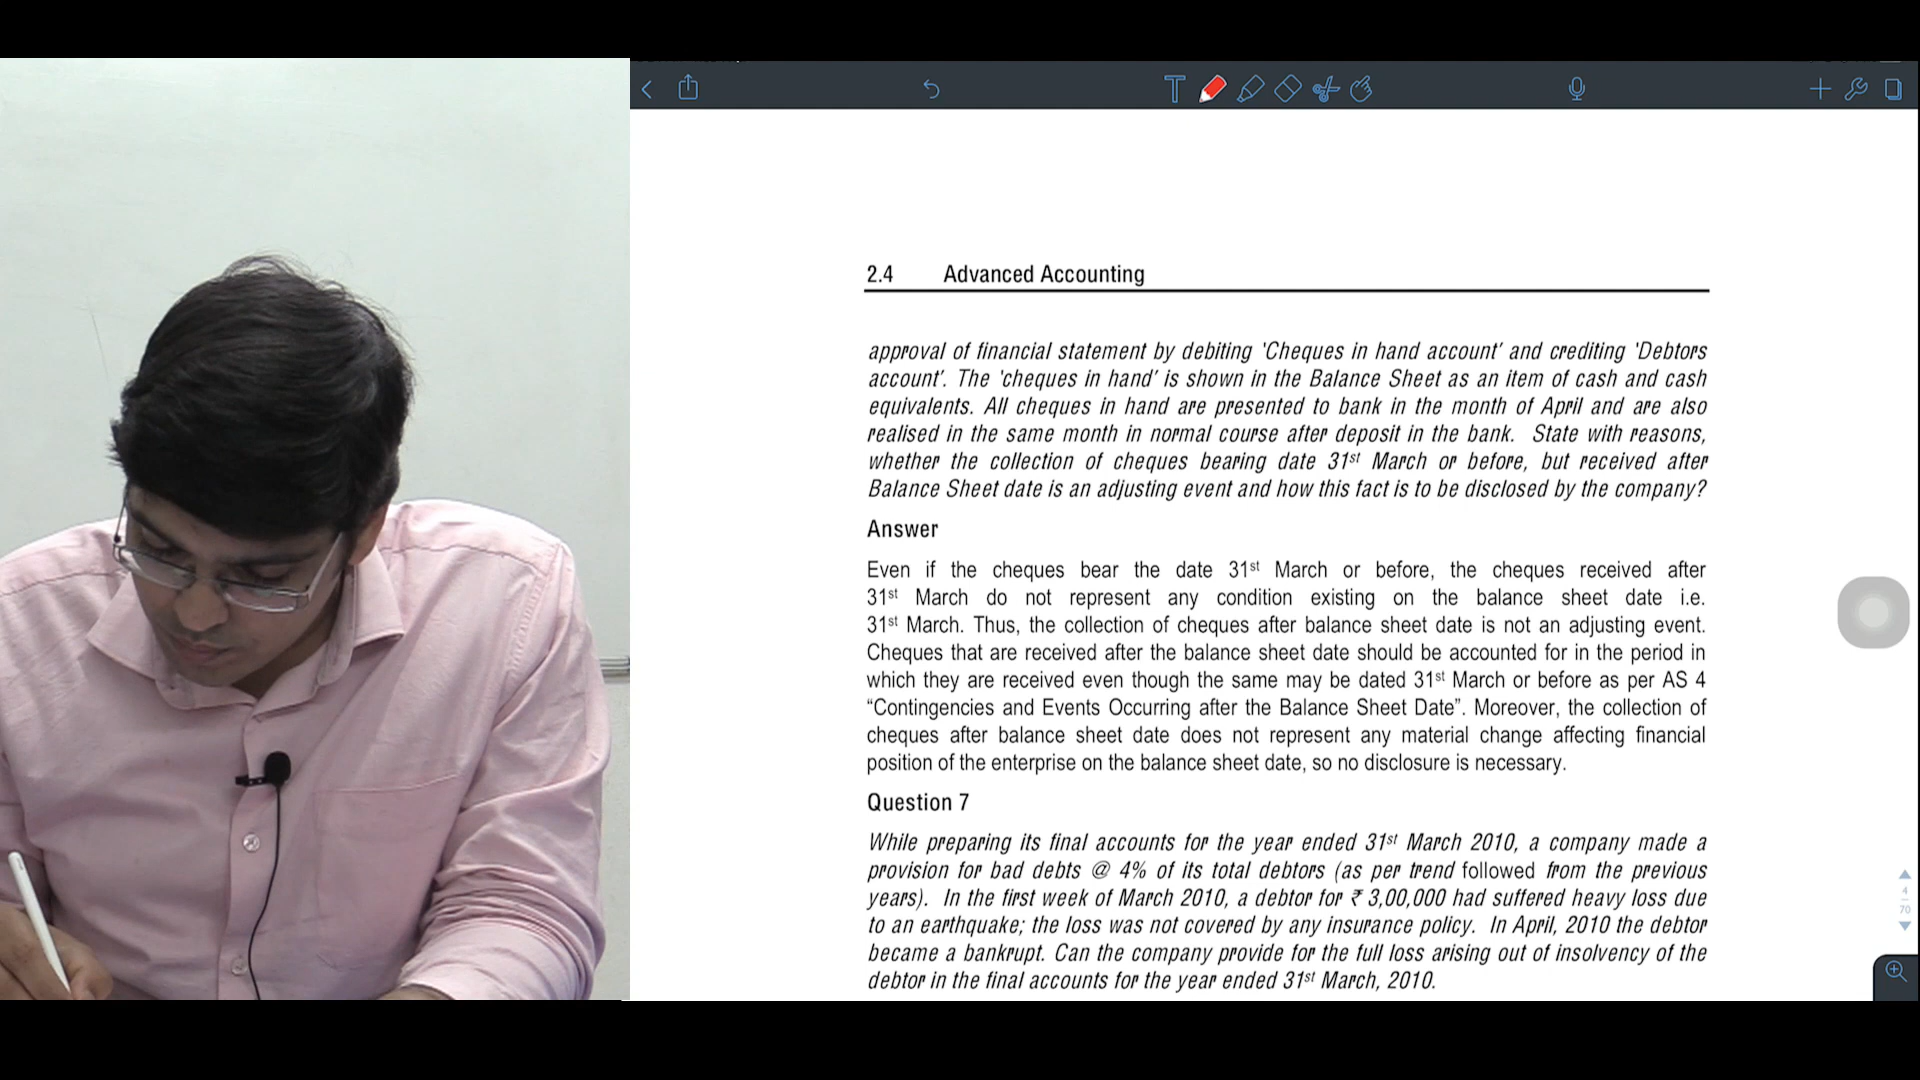 2.4 Advanced Accounting
approval of financial statement by debiting 'Cheques in hand account' and crediting 'Debtors
account'. The 'cheques in hand' is shown in the Balance Sheet as an item of cash and cash
equivalents. All cheques in hand are presented to bank in the month of April and are also
realised in the same month in normal course after deposit in the bank. State with reasons,
whether the collection of cheques bearing date 31st March or before, but received after
Balance Sheet date is an adjusting event and how this fact is to be disclosed by the company?
Answer
Even if the cheques bear the date 31st March or before, the cheques received after
31st March do not represent any condition existing on the balance sheet date i.e.
31st March. Thus, the collection of cheques after balance sheet date is not an adjusting event.
Cheques that are received after the balance sheet date should be accounted for in the period in
which they are received even though the same may be dated 31st March or before as per AS 4
“Contingencies and Events Occurring after the Balance Sheet Date”. Moreover, the collection of
cheques after balance sheet date does not represent any material change affecting financial
position of the enterprise on the balance sheet date, so no disclosure is necessary.
Question 7
While preparing its final accounts for the year ended 31st March 2010, a company made a
provision for bad debts @ 4% of its total debtors (as per trend followed from the previous
years). In the first week of March 2010, a debtor for ₹ 3,00,000 had suffered heavy loss due
to an earthquake; the loss was not covered by any insurance policy. In April, 2010 the debtor
became a bankrupt. Can the company provide for the full loss arising out of insolvency of the
debtor in the final accounts for the year ended 31st March, 2010.
4
70